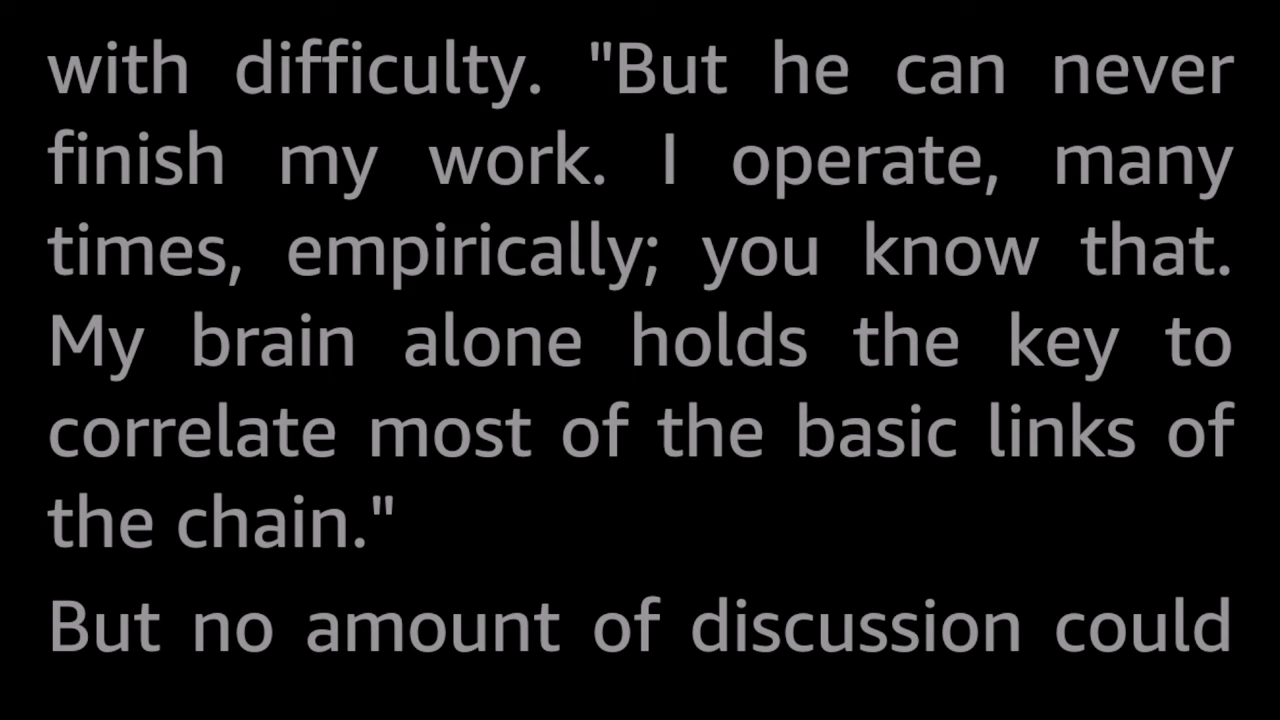 with difficulty. "But he can never
finish my work. I operate, many
times, empirically; you know that.
My brain alone holds the key to
correlate most of the basic links of
the chain."
But no amount of discussion could